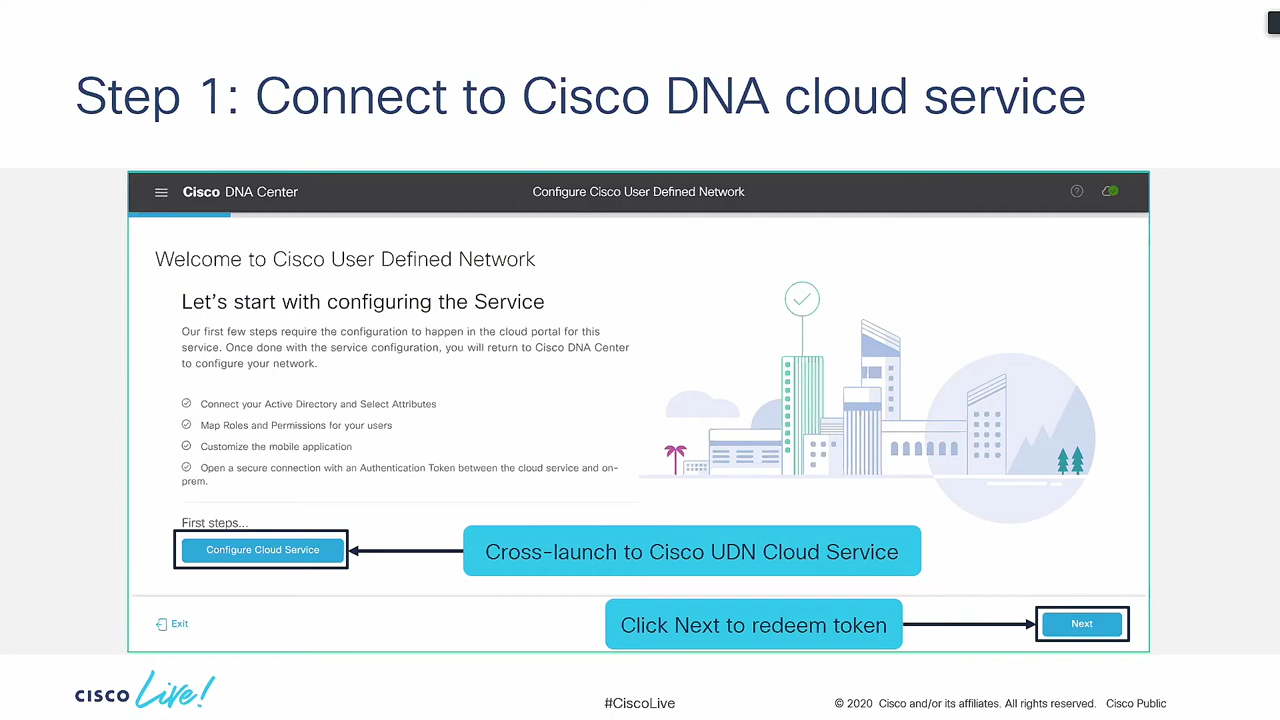 Step 1: Connect to Cisco DNA cloud service
Cisco DNA Center
Configure Cisco User Defined Network
Welcome to Cisco User Defined Network
Let's start with configuring the Service
Our first few steps require the configuration to happen in the cloud portal for this
service. Once done with the service configuration, you will return to Cisco DNA Center
to configure your network.
Connect your Active Directory and Select Attributes
Map Roles and Permissions for your users
Customize the mobile application
Open a secure connection with an Authentication Token between the cloud service and on-
prem.
First steps...
Configure Cloud Service
Cross-launch to Cisco UDN Cloud Service
Exit
Click Next to redeem token
Next
CISCO Live!
#CiscoLive
© 2020 Cisco and/or its affiliates. All rights reserved. Cisco Public